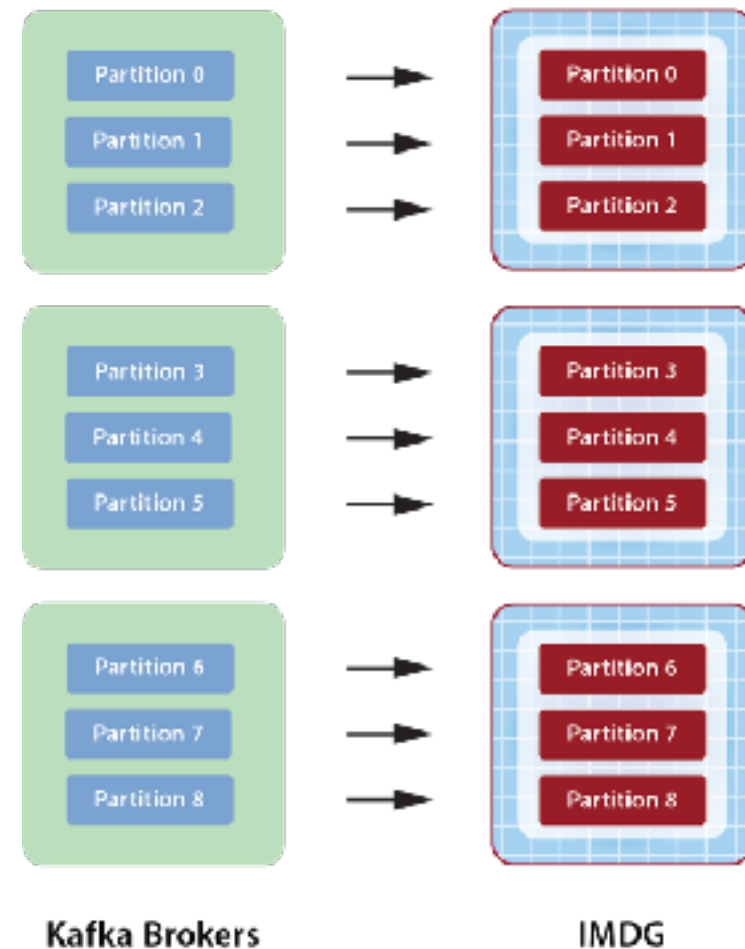 Partition 0
Partition 1
Partition 2
Partition 0
Partition 1
Partition 2
Partition 3
Partition 4
Partition 5
Partition 3
Partition 4
Partition 5
Partition 6
Partition 7
Partition 8
Partition 6
Partition 7
Partition 8
Kafka Brokers
IMDG